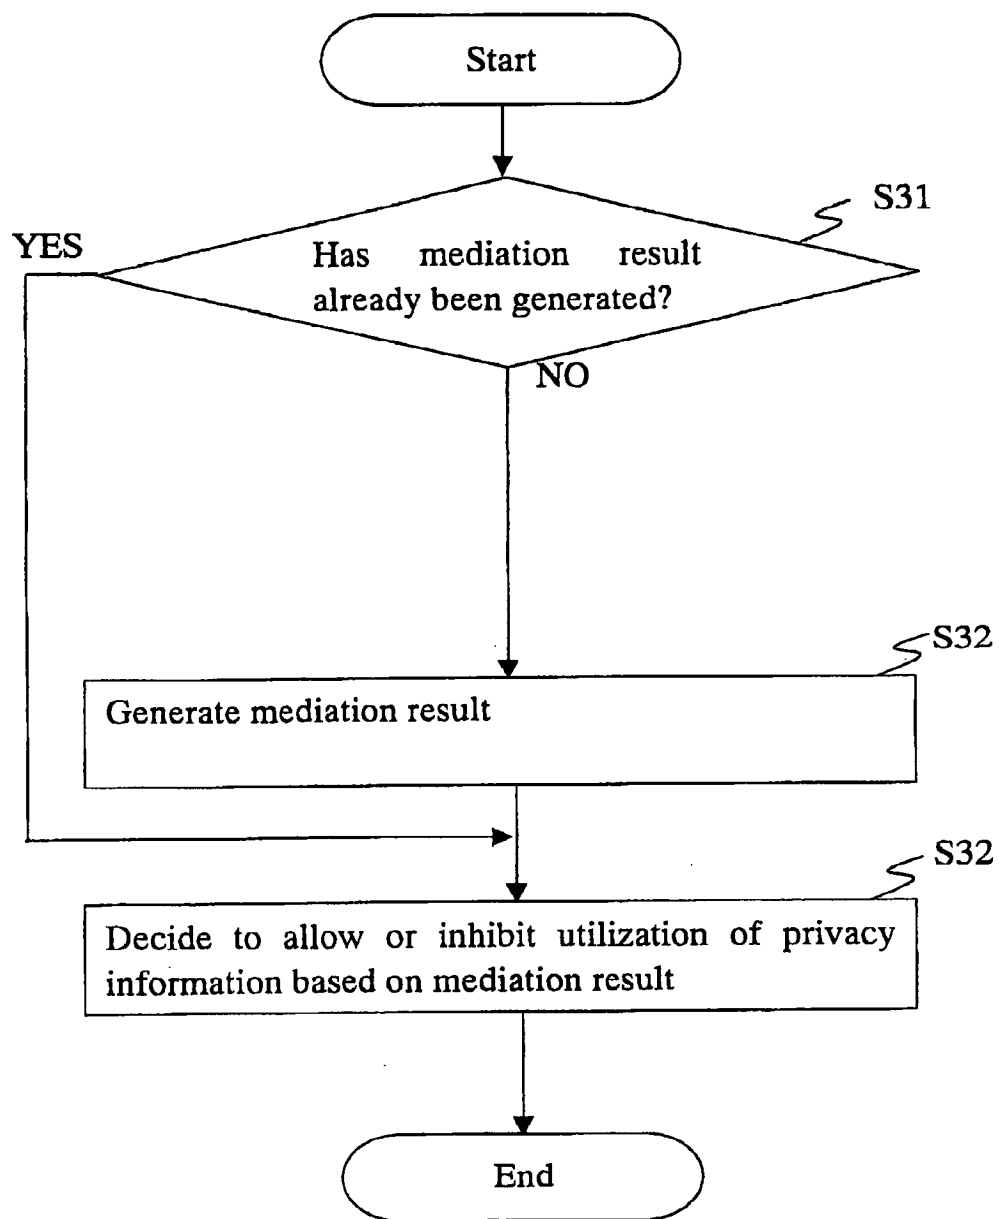 Start
S31
YES
Has mediation result
already been generated?
NO
S32
Generate mediation result
S32
Decide to allow or inhibit utilization of privacy
information based on mediation result
End